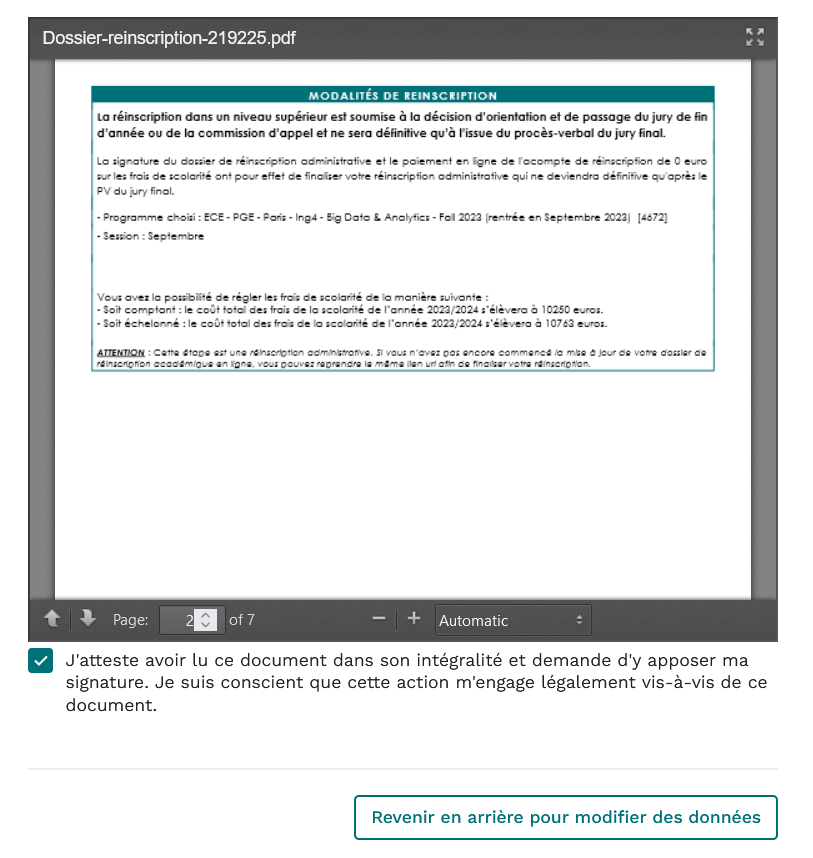 Dossier-reinscription-219225.pdf
MODALITÉS DE REINSCRIPTION
La réinscription dans un niveau supérieur est soumise à la décision d'orientation et de passage du jury de fin
d'année ou de la commission d'appel et ne sera définitive qu'à l'issue du procès-verbal du jury final.
La signature du dossier de réinscription administrative et le paiement en ligne de l'acompte de réinscription de 0 euro
sur les frais de scolarité ont pour effet de finaliser votre réinscription administrative qui ne deviendra définitive qu'après le
PV du jury final.
- Programme choisi : ECE - PGE - Paris - Ing4 - Big Data & Analytics - Fall 2023 (rentrée en Septembre 2023) [4672]
- Session : Septembre
Vous avez la possibilité de régler les frais de scolarité de la manière suivante :
- Soit comptant : le coût total des frais de la scolarité de l'année 2023/2024 s'élèvera à 10250 euros.
- Soit échelonné : le coût total des frais de la scolarité de l'année 2023/2024 s'élèvera à 10763 euros.
ATTENTION : Cette étape est une réinscription administrative. Si vous n'avez pas encore commencé la mise à jour de votre dossier de
réinscription académique en ligne, vous pouvez reprendre le même lien url afin de finaliser votre réinscription.
Page: 2 of 7 Automatic
J'atteste avoir lu ce document dans son intégralité et demande d'y apposer ma
signature. Je suis conscient que cette action m'engage légalement vis-à-vis de ce
document.
Revenir en arrière pour modifier des données